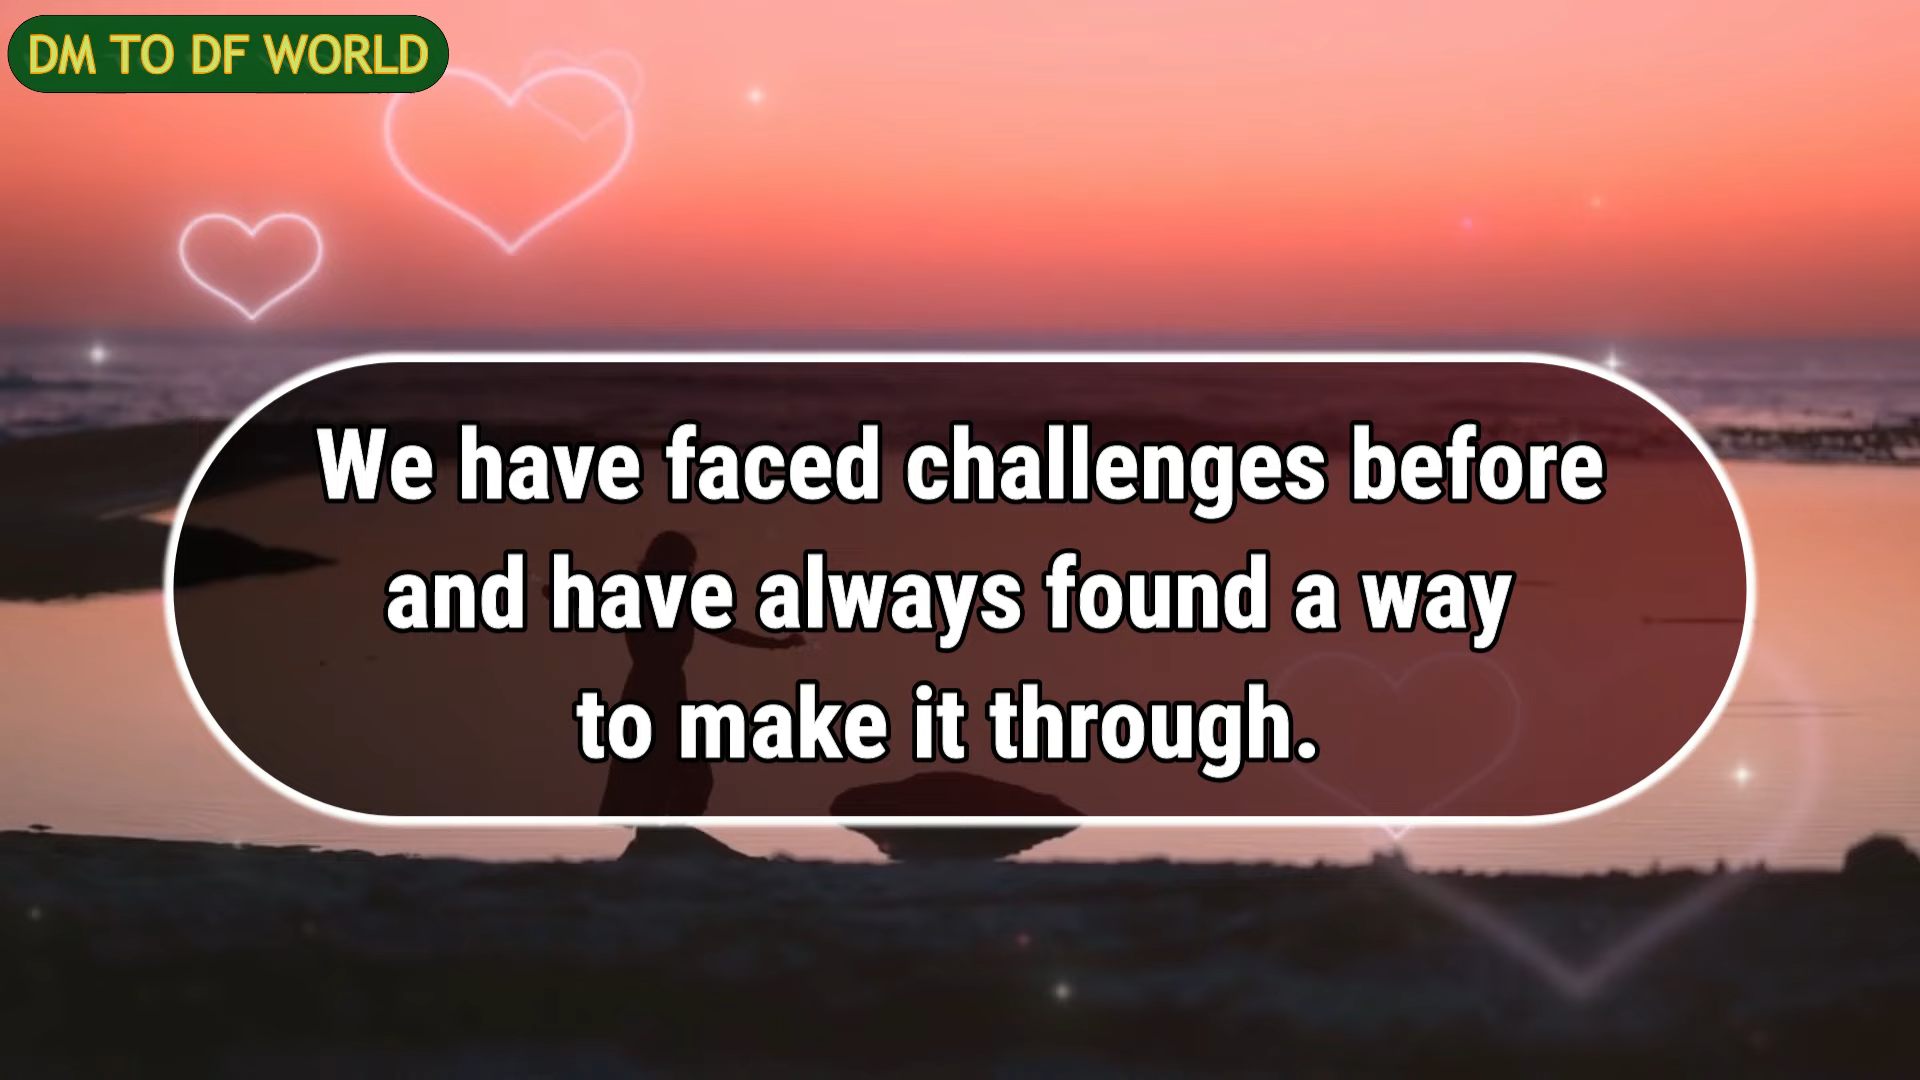 DM TO DF WORLD
We have faced challenges before
and have always found a way
to make it through.